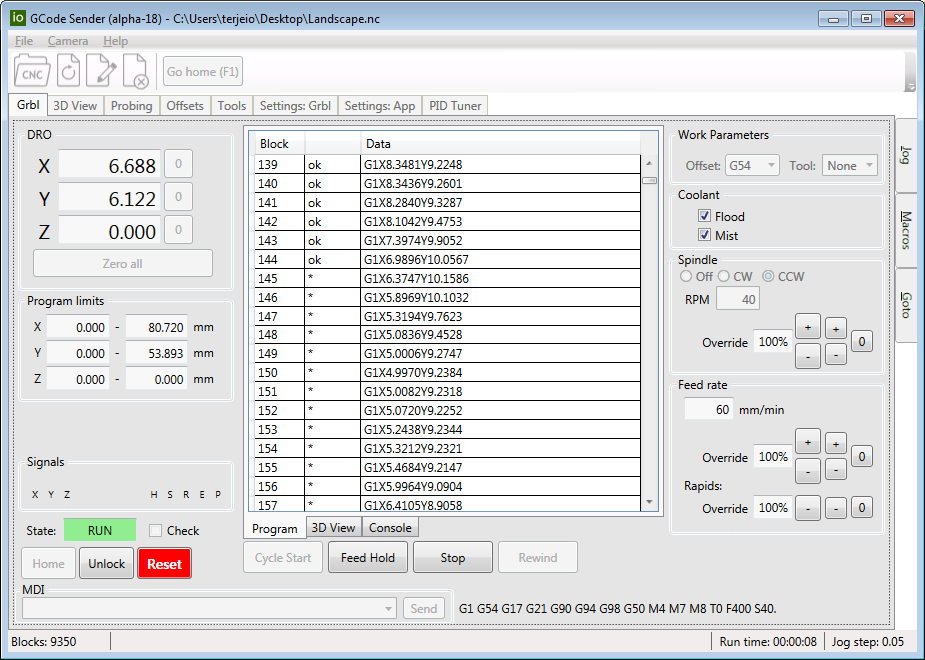 io GCode Sender (alpha-18) - C:\Users\terjeio\Desktop\Landscape.nc
File Camera Help
CNC Go home (F1)
Grbl 3D View Probing Offsets Tools Settings: Grbl Settings: App PID Tuner
DRO
X 6.688 0
Y 6.122 0
Z 0.000 0
Zero all
Program limits
X 0.000 - 80.720 mm
Y 0.000 - 53.893 mm
Z 0.000 - 0.000 mm
Signals
X Y Z H S R E P
State: RUN Check
Home Unlock Reset
Block Data
139 ok G1X8.3481Y9.2248
140 ok G1X8.3436Y9.2601
141 ok G1X8.2840Y9.3287
142 ok G1X8.1042Y9.4753
143 ok G1X7.3974Y9.9052
144 ok G1X6.9896Y10.0567
145 * G1X6.3747Y10.1586
146 * G1X5.8969Y10.1032
147 * G1X5.3194Y9.7623
148 * G1X5.0836Y9.4528
149 * G1X5.0006Y9.2747
150 * G1X4.9970Y9.2384
151 * G1X5.0082Y9.2318
152 * G1X5.0720Y9.2252
153 * G1X5.2438Y9.2344
154 * G1X5.3212Y9.2321
155 * G1X5.4684Y9.2147
156 * G1X5.9964Y9.0904
157 * G1X6.4105Y8.9058
Program 3D View Console
Cycle Start Feed Hold Stop Rewind
Work Parameters
Offset: G54 Tool: None
Coolant
Flood
Mist
Spindle
Off CW CCW
RPM 40
Override 100% + + 0
- -
Feed rate
60 mm/min
Override 100% + + 0
- -
Rapids:
Override 100% - - 0
Jog
Macros
Goto
MDI
Send G1 G54 G17 G21 G90 G94 G98 G50 M4 M7 M8 T0 F400 S40.
Blocks: 9350 Run time: 00:00:08 Jog step: 0.05